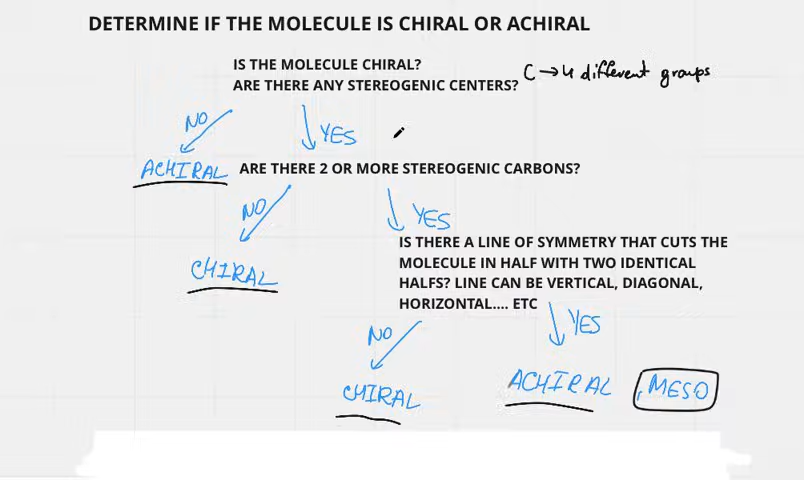 DETERMINE IF THE MOLECULE IS CHIRAL OR ACHIRAL
IS THE MOLECULE CHIRAL?
ARE THERE ANY STEREOGENIC CENTERS? C → 4 different groups
NO
YES
ACHIRAL
ARE THERE 2 OR MORE STEREOGENIC CARBONS?
NO
YES
CHIRAL
IS THERE A LINE OF SYMMETRY THAT CUTS THE
MOLECULE IN HALF WITH TWO IDENTICAL
HALFS? LINE CAN BE VERTICAL, DIAGONAL,
HORIZONTAL.... ETC
NO
YES
CHIRAL
ACHIRAL , MESO